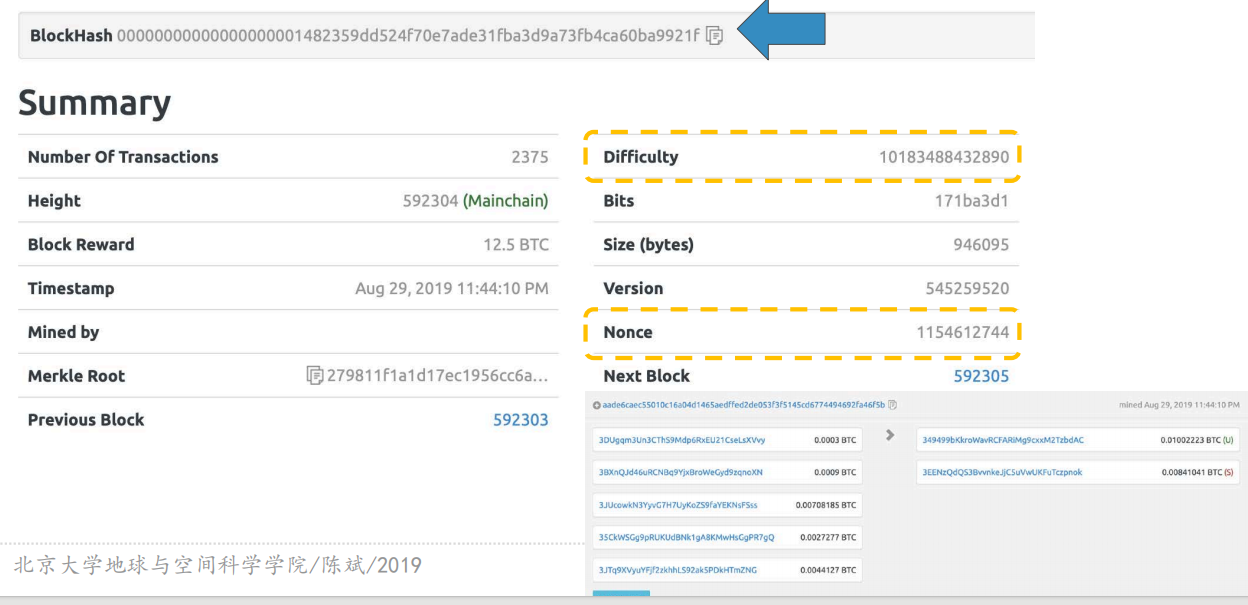 BlockHash 00000000000000000001482359dd524f70e7ade31fba3d9a73fb4ca60ba9921f
Summary
Number Of Transactions 2375
Height 592304 (Mainchain)
Block Reward 12.5 BTC
Timestamp Aug 29, 2019 11:44:10 PM
Mined by
Merkle Root 279811f1a1d17ec1956cc6a...
Previous Block 592303
Difficulty 10183488432890
Bits 171ba3d1
Size (bytes) 946095
Version 545259520
Nonce 1154612744
Next Block 592305
aade6caec55010c16a04d1465aedffed2de053f3f5145cd6774494692fa46f5b mined Aug 29, 2019 11:44:10 PM
3DUgqm3Un3CThS9Mdp6RxEU21CseLsXVvy 0.0003 BTC
3BXnQJd46uRCNBq9YjxBroWeGyd9zqnoXN 0.0009 BTC
3JUcowkN3YyvG7H7UyKoZS9faYEKNsFSss 0.00708185 BTC
35CkWSGg9pRUKUdBNk1gA8KMwHsGgPR7gQ 0.0027277 BTC
3JTq9XVyuYFjf2zkhhLS92akSPDkHTmZNG 0.0044127 BTC
349499bKkroWavRCFARiMg9cxxM2TzbdAC 0.01002223 BTC (U)
3EENzQdQS3BvvnkeJjC5uVwUKFuTczpnok 0.00841041 BTC (S)
北京大学地球与空间科学学院/陈斌/2019